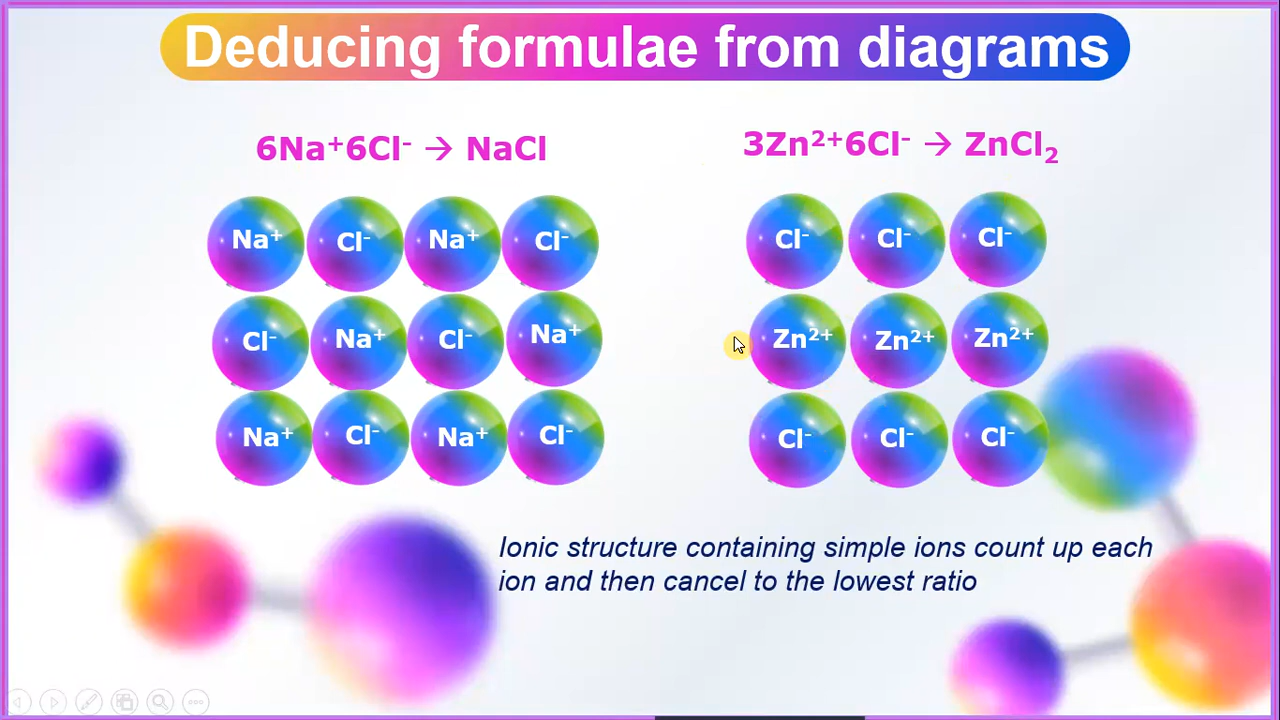 Deducing formulae from diagrams
6Na⁺6Cl⁻ → NaCl
3Zn²⁺6Cl⁻ → ZnCl₂
Na⁺ Cl⁻ Na⁺ Cl⁻
Cl⁻ Na⁺ Cl⁻ Na⁺
Na⁺ Cl⁻ Na⁺ Cl⁻
Cl⁻ Cl⁻ Cl⁻
Zn²⁺ Zn²⁺ Zn²⁺
Cl⁻ Cl⁻ Cl⁻
Ionic structure containing simple ions count up each
ion and then cancel to the lowest ratio